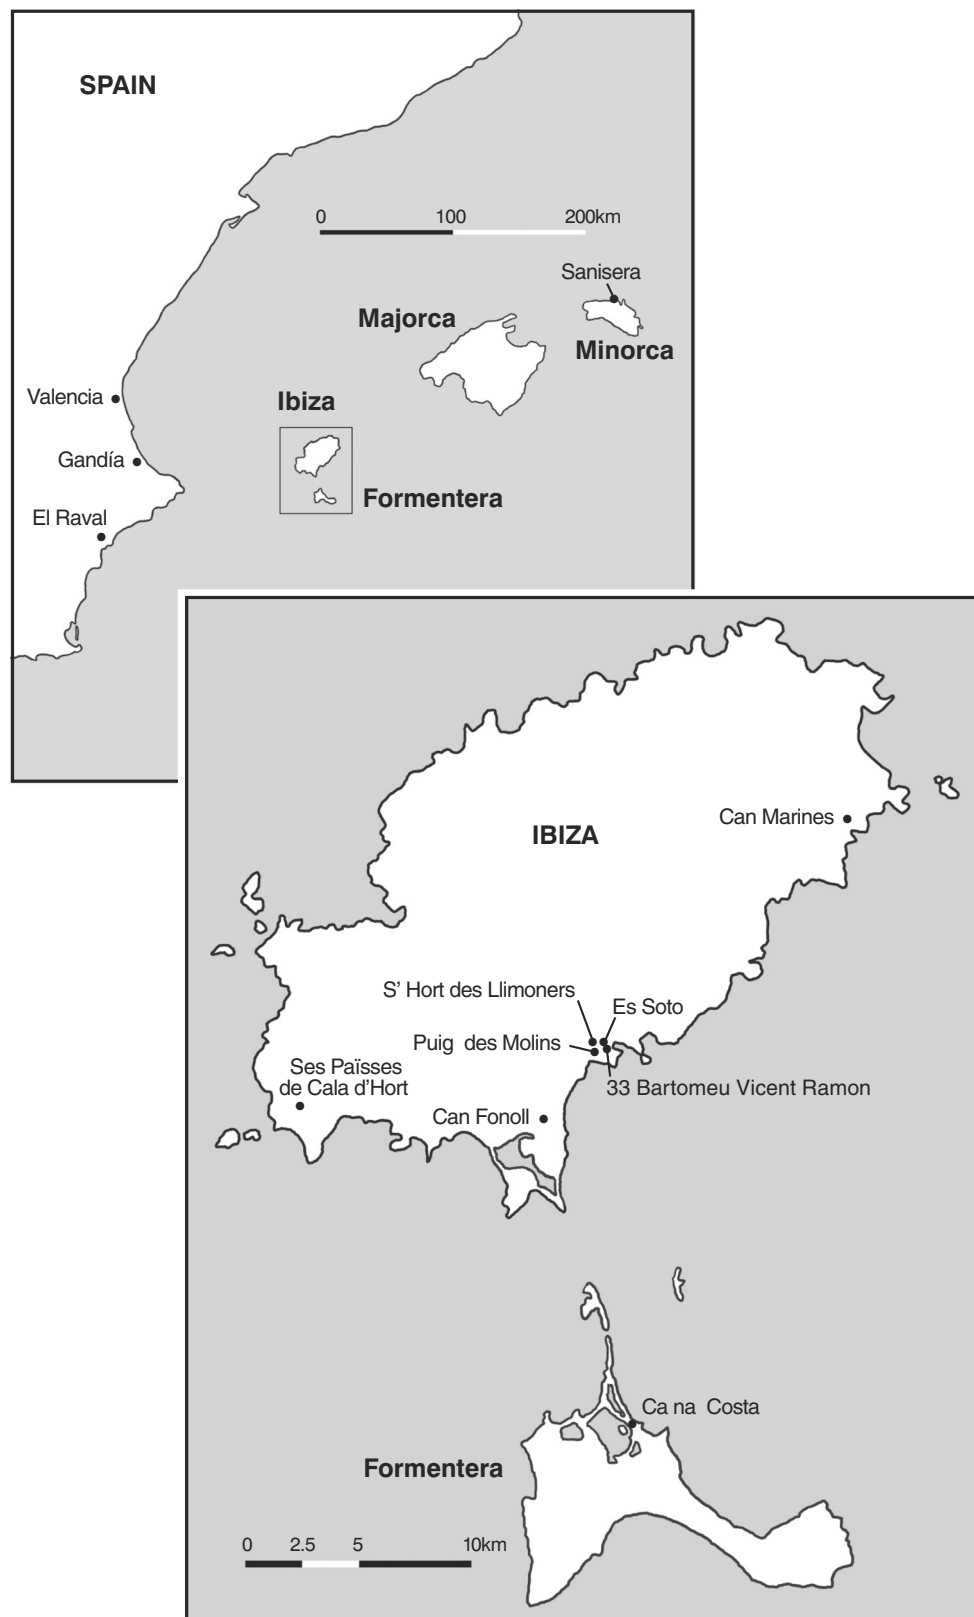 SPAIN
0 100 200km
Sanisera
Majorca
Minorca
Valencia
Ibiza
Gandía
Formentera
El Raval
Can Marines
IBIZA
S' Hort des Llimoners
Es Soto
Puig des Molins
Ses Païsses
de Cala d'Hort
33 Bartomeu Vicent Ramon
Can Fonoll
Ca na Costa
Formentera
0 2.5 5 10km